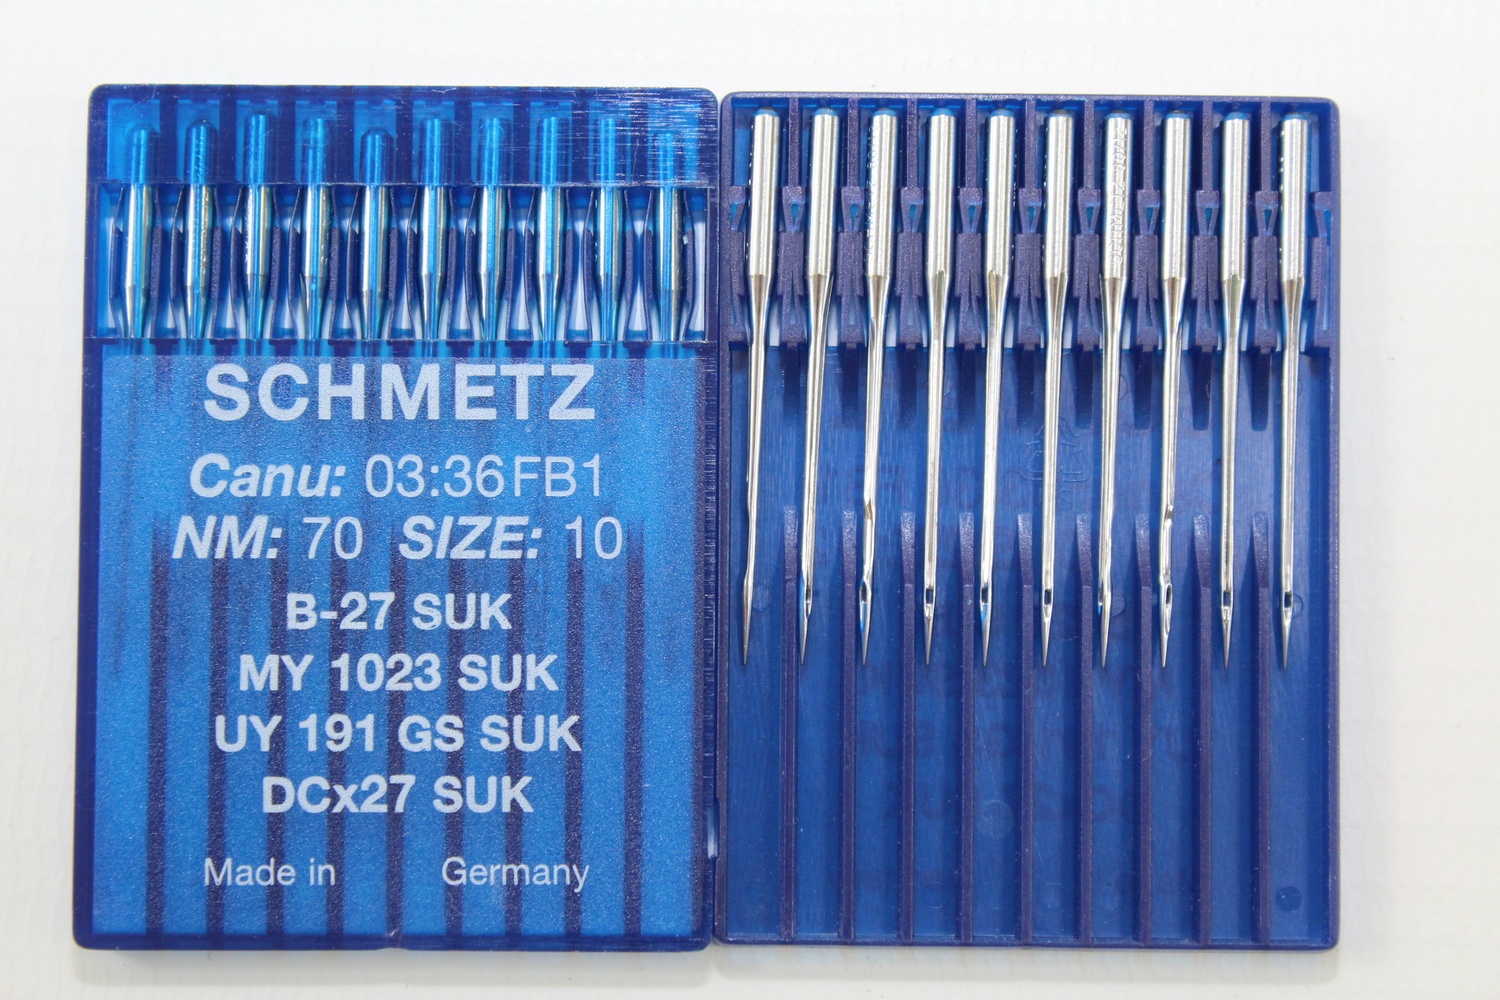 SCHMETZ
Canu: 03:36FB1
NM: 70 SIZE: 10
B-27 SUK
MY 1023 SUK
UY 191 GS SUK
DCx27 SUK
Made in Germany